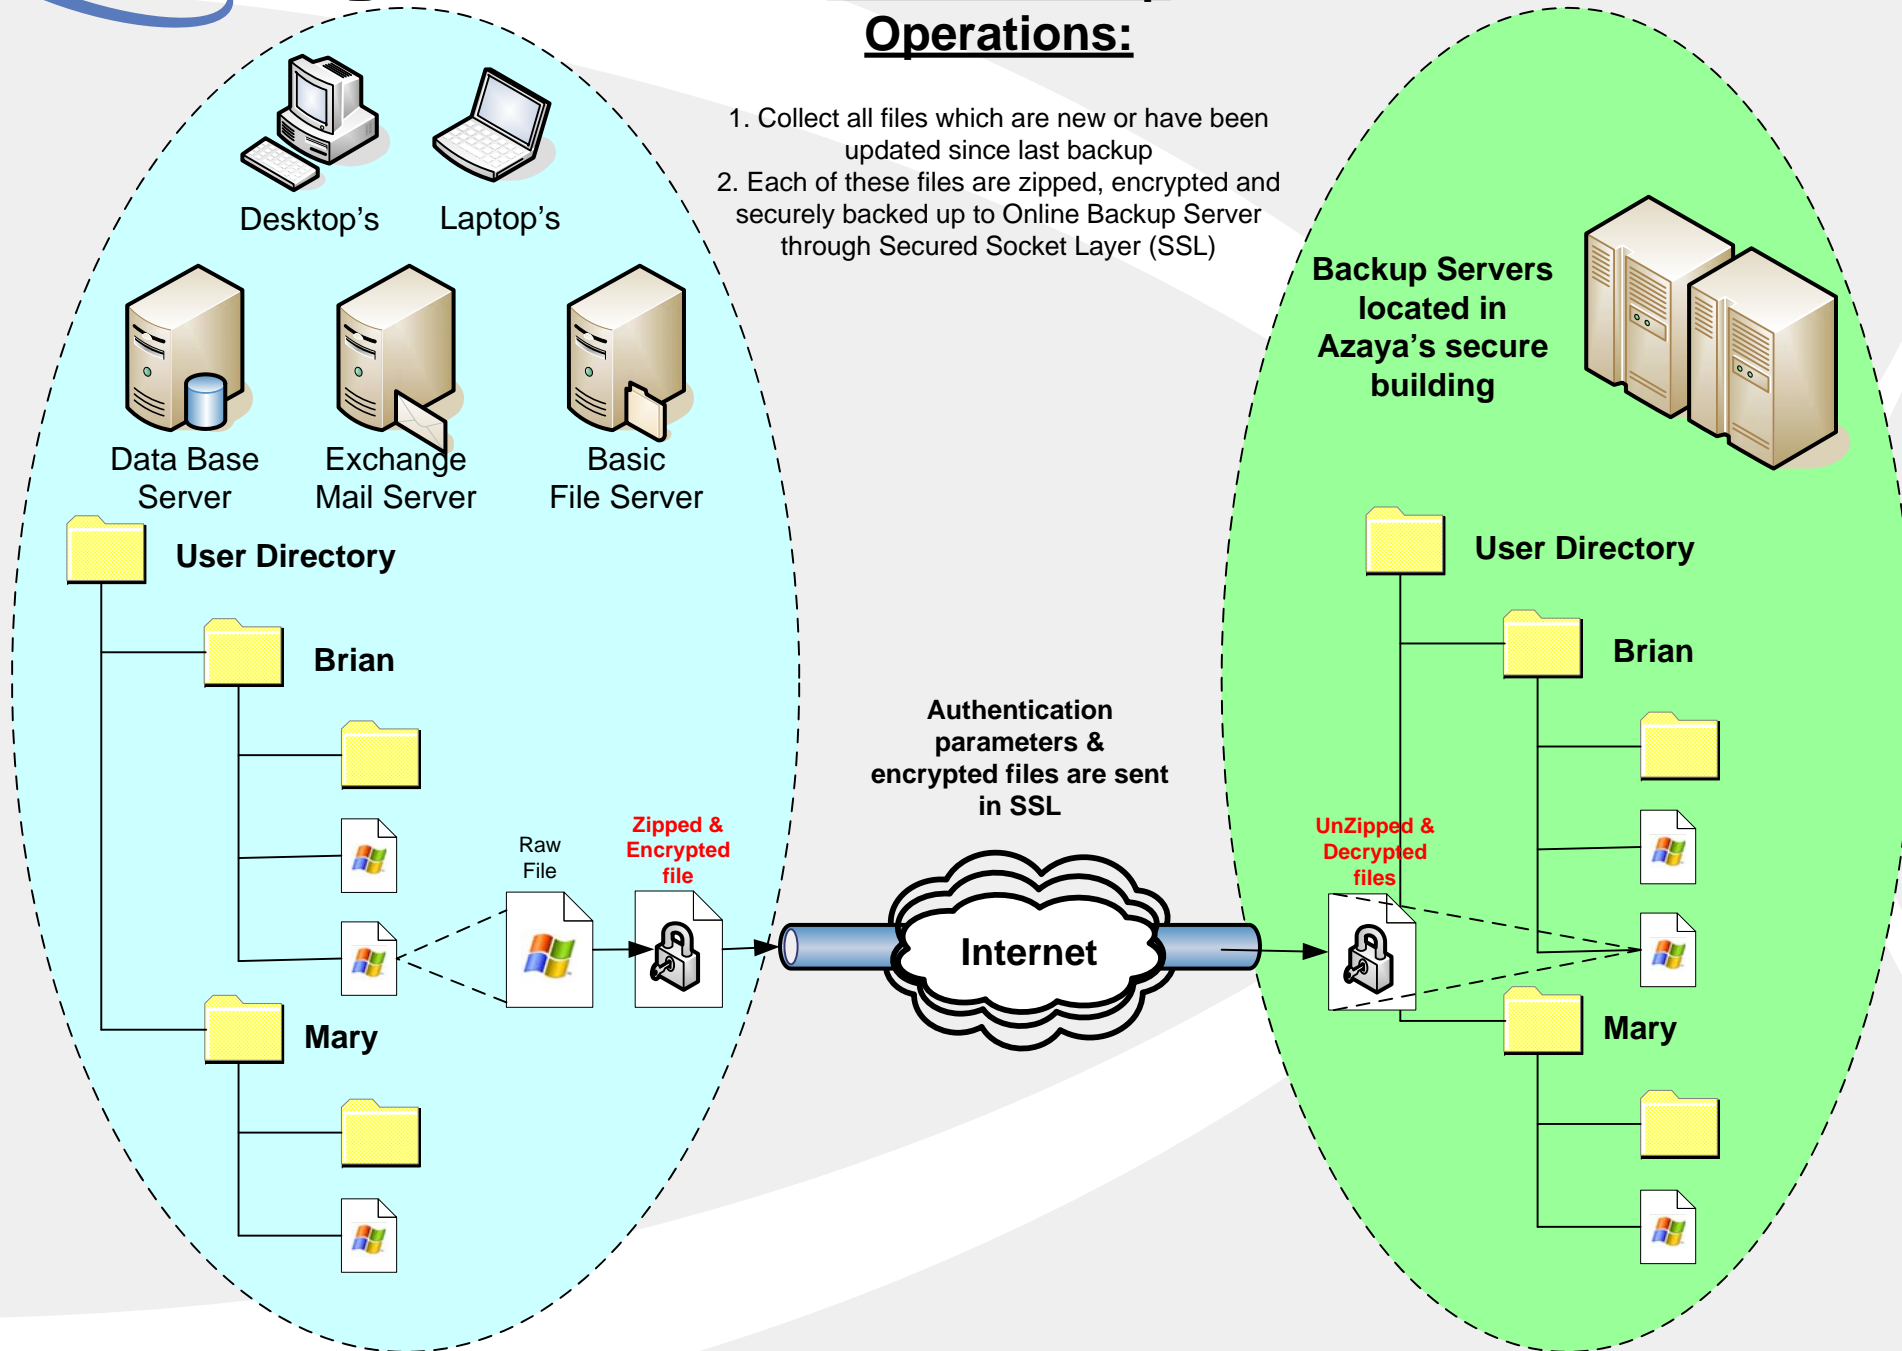 Operations:
1. Collect all files which are new or have been
updated since last backup
2. Each of these files are zipped, encrypted and
securely backed up to Online Backup Server
through Secured Socket Layer (SSL)
Desktop's
Laptop's
Data Base
Server
Exchange
Mail Server
Basic
File Server
Backup Servers
located in
Azaya's secure
building
User Directory
Brian
Raw
File
Zipped &
Encrypted
file
Mary
Authentication
parameters &
encrypted files are sent
in SSL
Internet
User Directory
Brian
UnZipped &
Decrypted
files
Mary